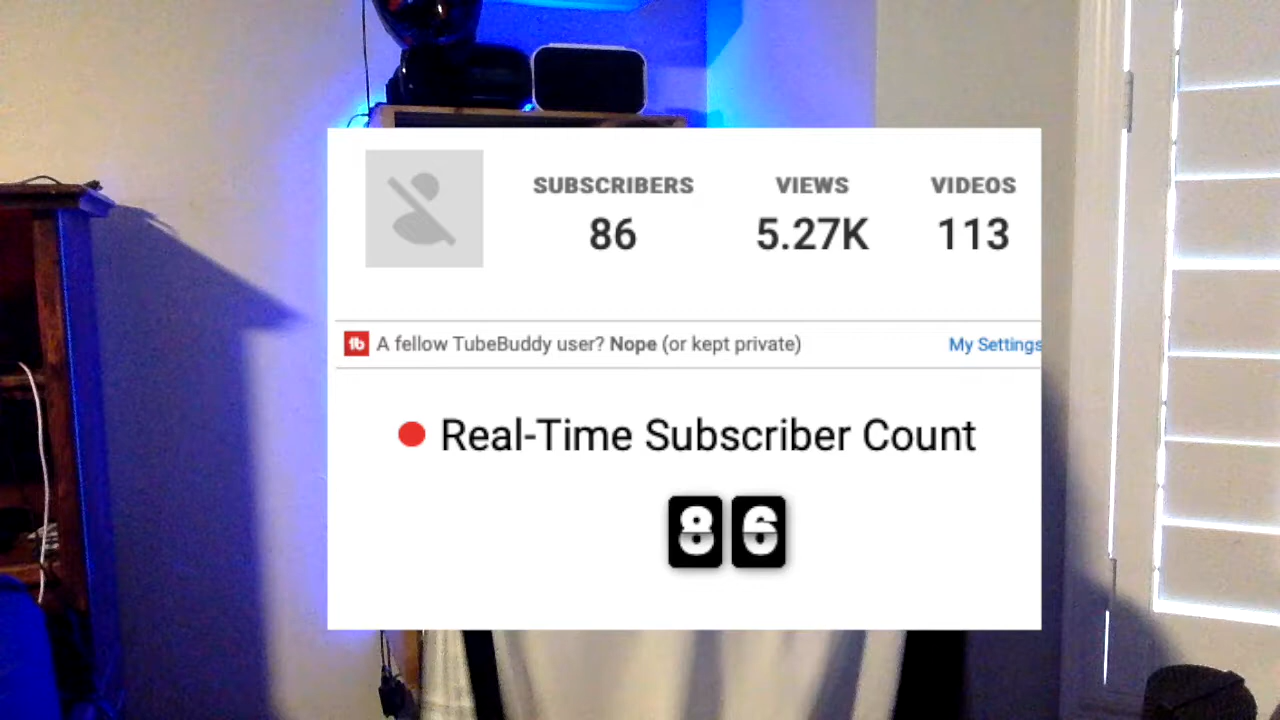 SUBSCRIBERS VIEWS VIDEOS
86 5.27K 113
tb A fellow TubeBuddy user? Nope (or kept private) My Settings
Real-Time Subscriber Count
86